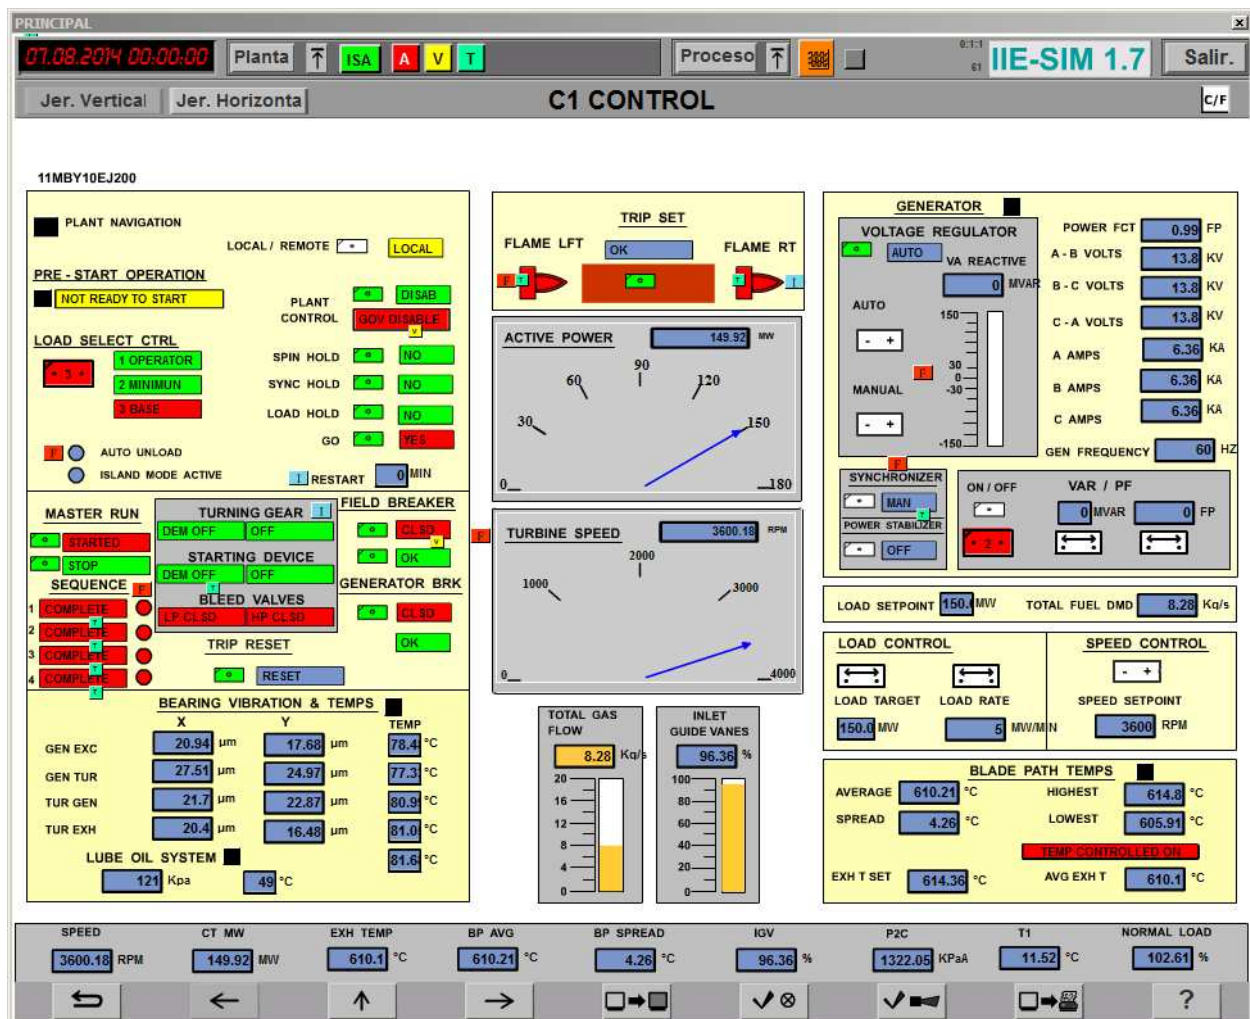 PRINCIPAL
07.08.2014 00:00:00 Planta ISA A V T Proceso 0:1:1 61 IIE-SIM 1.7 Salir.
Jer. Vertical Jer. Horizonta C1 CONTROL C/F
11MBY10EJ200
PLANT NAVIGATION
LOCAL / REMOTE LOCAL
PRE - START OPERATION
NOT READY TO START
PLANT CONTROL DISAB
GOV DISABLE
V
LOAD SELECT CTRL
3
1 OPERATOR
2 MINIMUN
3 BASE
SPIN HOLD NO
SYNC HOLD NO
LOAD HOLD NO
GO YES
F AUTO UNLOAD
ISLAND MODE ACTIVE
I RESTART 0 MIN
MASTER RUN
STARTED
STOP
SEQUENCE F
1 COMPLETE
T
2 COMPLETE
T
3 COMPLETE
T
4 COMPLETE
T
TURNING GEAR I
DEM OFF OFF
STARTING DEVICE
DEM OFF OFF
T
BLEED VALVES
LP CLSD HP CLSD
TRIP RESET
RESET
FIELD BREAKER
CLSD
V
OK
GENERATOR BRK
CLSD
OK
BEARING VIBRATION & TEMPS
X Y TEMP
GEN EXC 20.94 µm 17.68 µm 78.4 °C
GEN TUR 27.51 µm 24.97 µm 77.3 °C
TUR GEN 21.7 µm 22.87 µm 80.9 °C
TUR EXH 20.4 µm 16.48 µm 81.0 °C
LUBE OIL SYSTEM 81.6 °C
121 Kpa 49 °C
TRIP SET
FLAME LFT OK FLAME RT
F T T I
ACTIVE POWER 149.92 MW
0 30 60 90 120 150 180
F
TURBINE SPEED 3600.18 RPM
0 1000 2000 3000 4000
TOTAL GAS
FLOW
8.28 Kg/s
20
16
12
8
4
0
INLET
GUIDE VANES
96.36 %
100
80
60
40
20
0
GENERATOR
VOLTAGE REGULATOR
AUTO VA REACTIVE
0 MVAR
AUTO
- +
MANUAL
- +
F
150
30
0
-30
-150
F
POWER FCT 0.99 FP
A - B VOLTS 13.8 KV
B - C VOLTS 13.8 KV
C - A VOLTS 13.8 KV
A AMPS 6.36 KA
B AMPS 6.36 KA
C AMPS 6.36 KA
GEN FREQUENCY 60 HZ
SYNCHRONIZER
MAN
T
POWER STABILIZER
OFF
ON / OFF VAR / PF
2 0 MVAR 0 FP
LOAD SETPOINT 150. MW TOTAL FUEL DMD 8.28 Kg/s
LOAD CONTROL SPEED CONTROL
- +
LOAD TARGET LOAD RATE SPEED SETPOINT
150.0 MW 5 MW/MIN 3600 RPM
BLADE PATH TEMPS
AVERAGE 610.21 °C HIGHEST 614.8 °C
SPREAD 4.26 °C LOWEST 605.91 °C
TEMP CONTROLLED ON
EXH T SET 614.36 °C AVG EXH T 610.1 °C
SPEED CT MW EXH TEMP BP AVG BP SPREAD IGV P2C T1 NORMAL LOAD
3600.18 RPM 149.92 MW 610.1 °C 610.21 °C 4.26 °C 96.36 % 1322.05 KPaA 11.52 °C 102.61 %
?